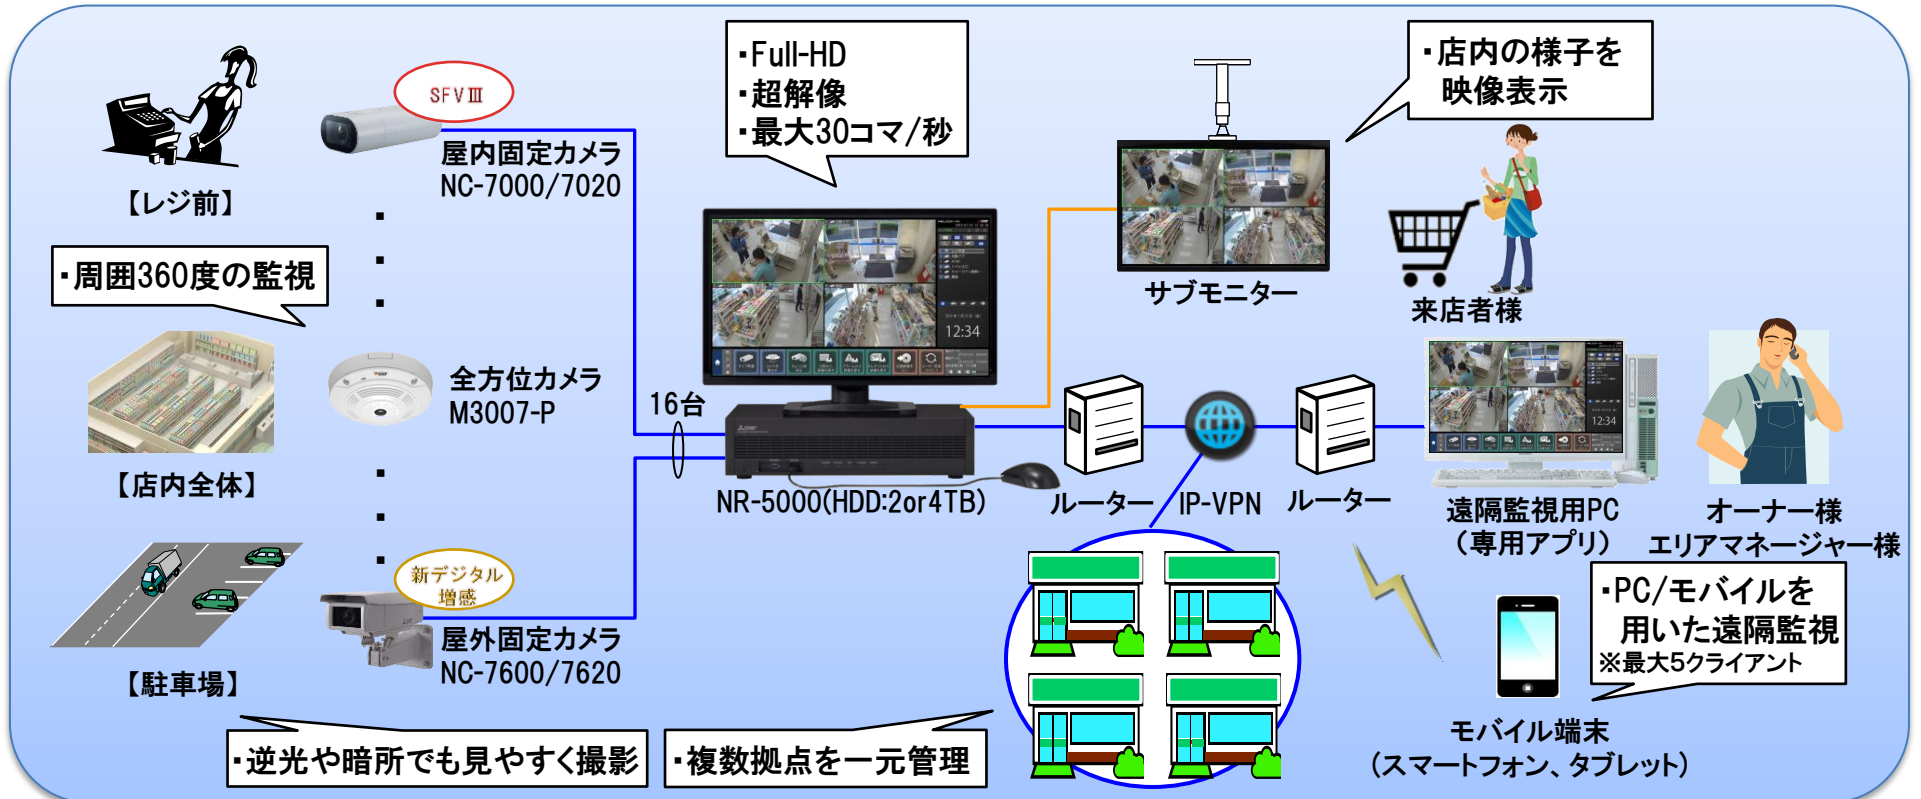 SFVⅢ
屋内固定カメラ
NC-7000/7020
【レジ前】
・周囲360度の監視
全方位カメラ
M3007-P
【店内全体】
新デジタル
増感
屋外固定カメラ
NC-7600/7620
【駐車場】
・逆光や暗所でも見やすく撮影
16台
・Full-HD
・超解像
・最大30コマ/秒
12:34
NR-5000(HDD:2or4TB)
・店内の様子を
映像表示
サブモニター
来店者様
ルーター
IP-VPN
ルーター
・複数拠点を一元管理
12:34
遠隔監視用PC
(専用アプリ)
オーナー様
エリアマネージャー様
・PC/モバイルを
用いた遠隔監視
※最大5クライアント
モバイル端末
(スマートフォン、タブレット)